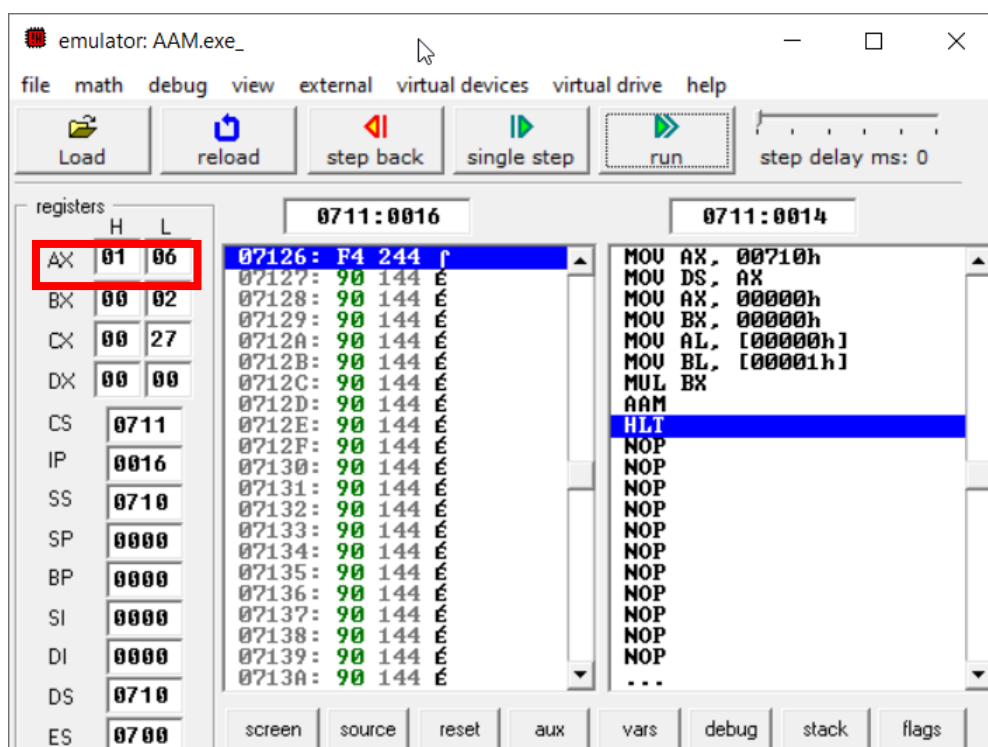 emulator: AAM.exe_
file math debug view external virtual devices virtual drive help
Load reload step back single step run step delay ms: 0
registers
H L
0711:0016 0711:0014
AX 01 06
BX 00 02
CX 00 27
DX 00 00
CS 0711
IP 0016
SS 0710
SP 0000
BP 0000
SI 0000
DI 0000
DS 0710
ES 0700
07126: F4 244 ⌠
07127: 90 144 É
07128: 90 144 É
07129: 90 144 É
0712A: 90 144 É
0712B: 90 144 É
0712C: 90 144 É
0712D: 90 144 É
0712E: 90 144 É
0712F: 90 144 É
07130: 90 144 É
07131: 90 144 É
07132: 90 144 É
07133: 90 144 É
07134: 90 144 É
07135: 90 144 É
07136: 90 144 É
07137: 90 144 É
07138: 90 144 É
07139: 90 144 É
0713A: 90 144 É
MOV AX, 00710h
MOV DS, AX
MOV AX, 00000h
MOV BX, 00000h
MOV AL, [00000h]
MOV BL, [00001h]
MUL BX
AAM
HLT
NOP
NOP
NOP
NOP
NOP
NOP
NOP
NOP
NOP
NOP
NOP
...
screen source reset aux vars debug stack flags